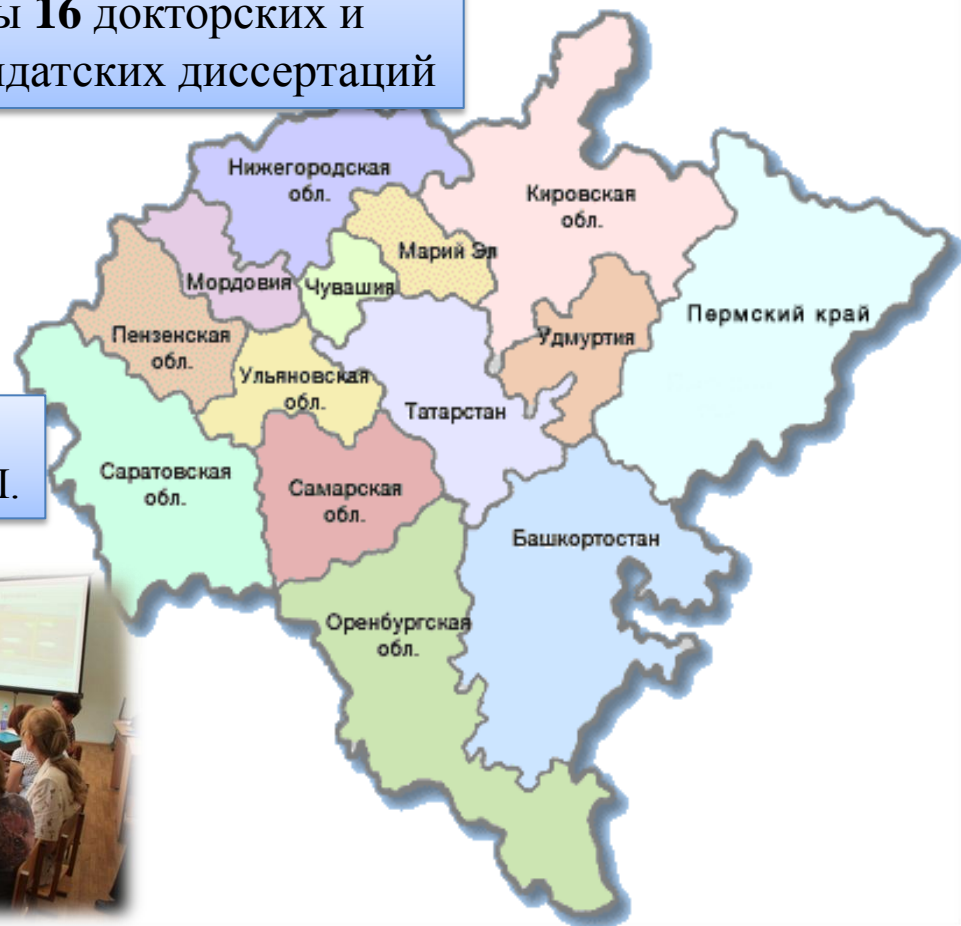 16 докторских и
диссертаций
Нижегородская
обл.
Кировская
обл.
Марий Эл
Мордовия
Чувашия
Пермский край
Пензенская
обл.
Удмуртия
Ульяновская
обл.
Татарстан
Саратовская
обл.
Самарская
обл.
Башкортостан
Оренбургская
обл.